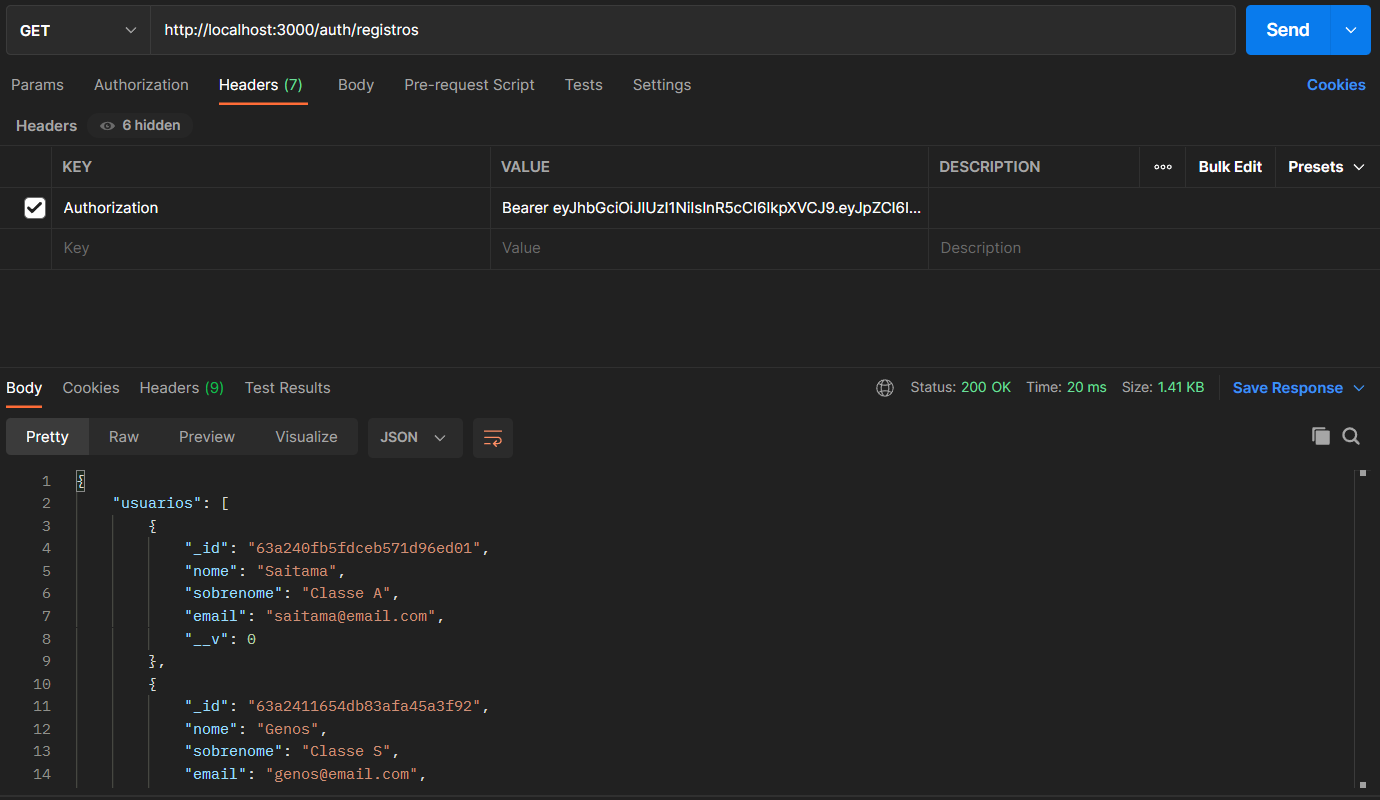 GET http://localhost:3000/auth/registros Send
Params Authorization Headers (7) Body Pre-request Script Tests Settings Cookies
Headers 6 hidden
KEY VALUE DESCRIPTION Bulk Edit Presets
Authorization Bearer eyJhbGciOiJIUzI1NiIsInR5cCI6IkpXVCJ9.eyJpZCI6I...
Key Value Description
Body Cookies Headers (9) Test Results Status: 200 OK Time: 20 ms Size: 1.41 KB Save Response
Pretty Raw Preview Visualize JSON
1 {
2 "usuarios": [
3 {
4 "_id": "63a240fb5fdceb571d96ed01",
5 "nome": "Saitama",
6 "sobrenome": "Classe A",
7 "email": "saitama@email.com",
8 "__v": 0
9 },
10 {
11 "_id": "63a2411654db83afa45a3f92",
12 "nome": "Genos",
13 "sobrenome": "Classe S",
14 "email": "genos@email.com",